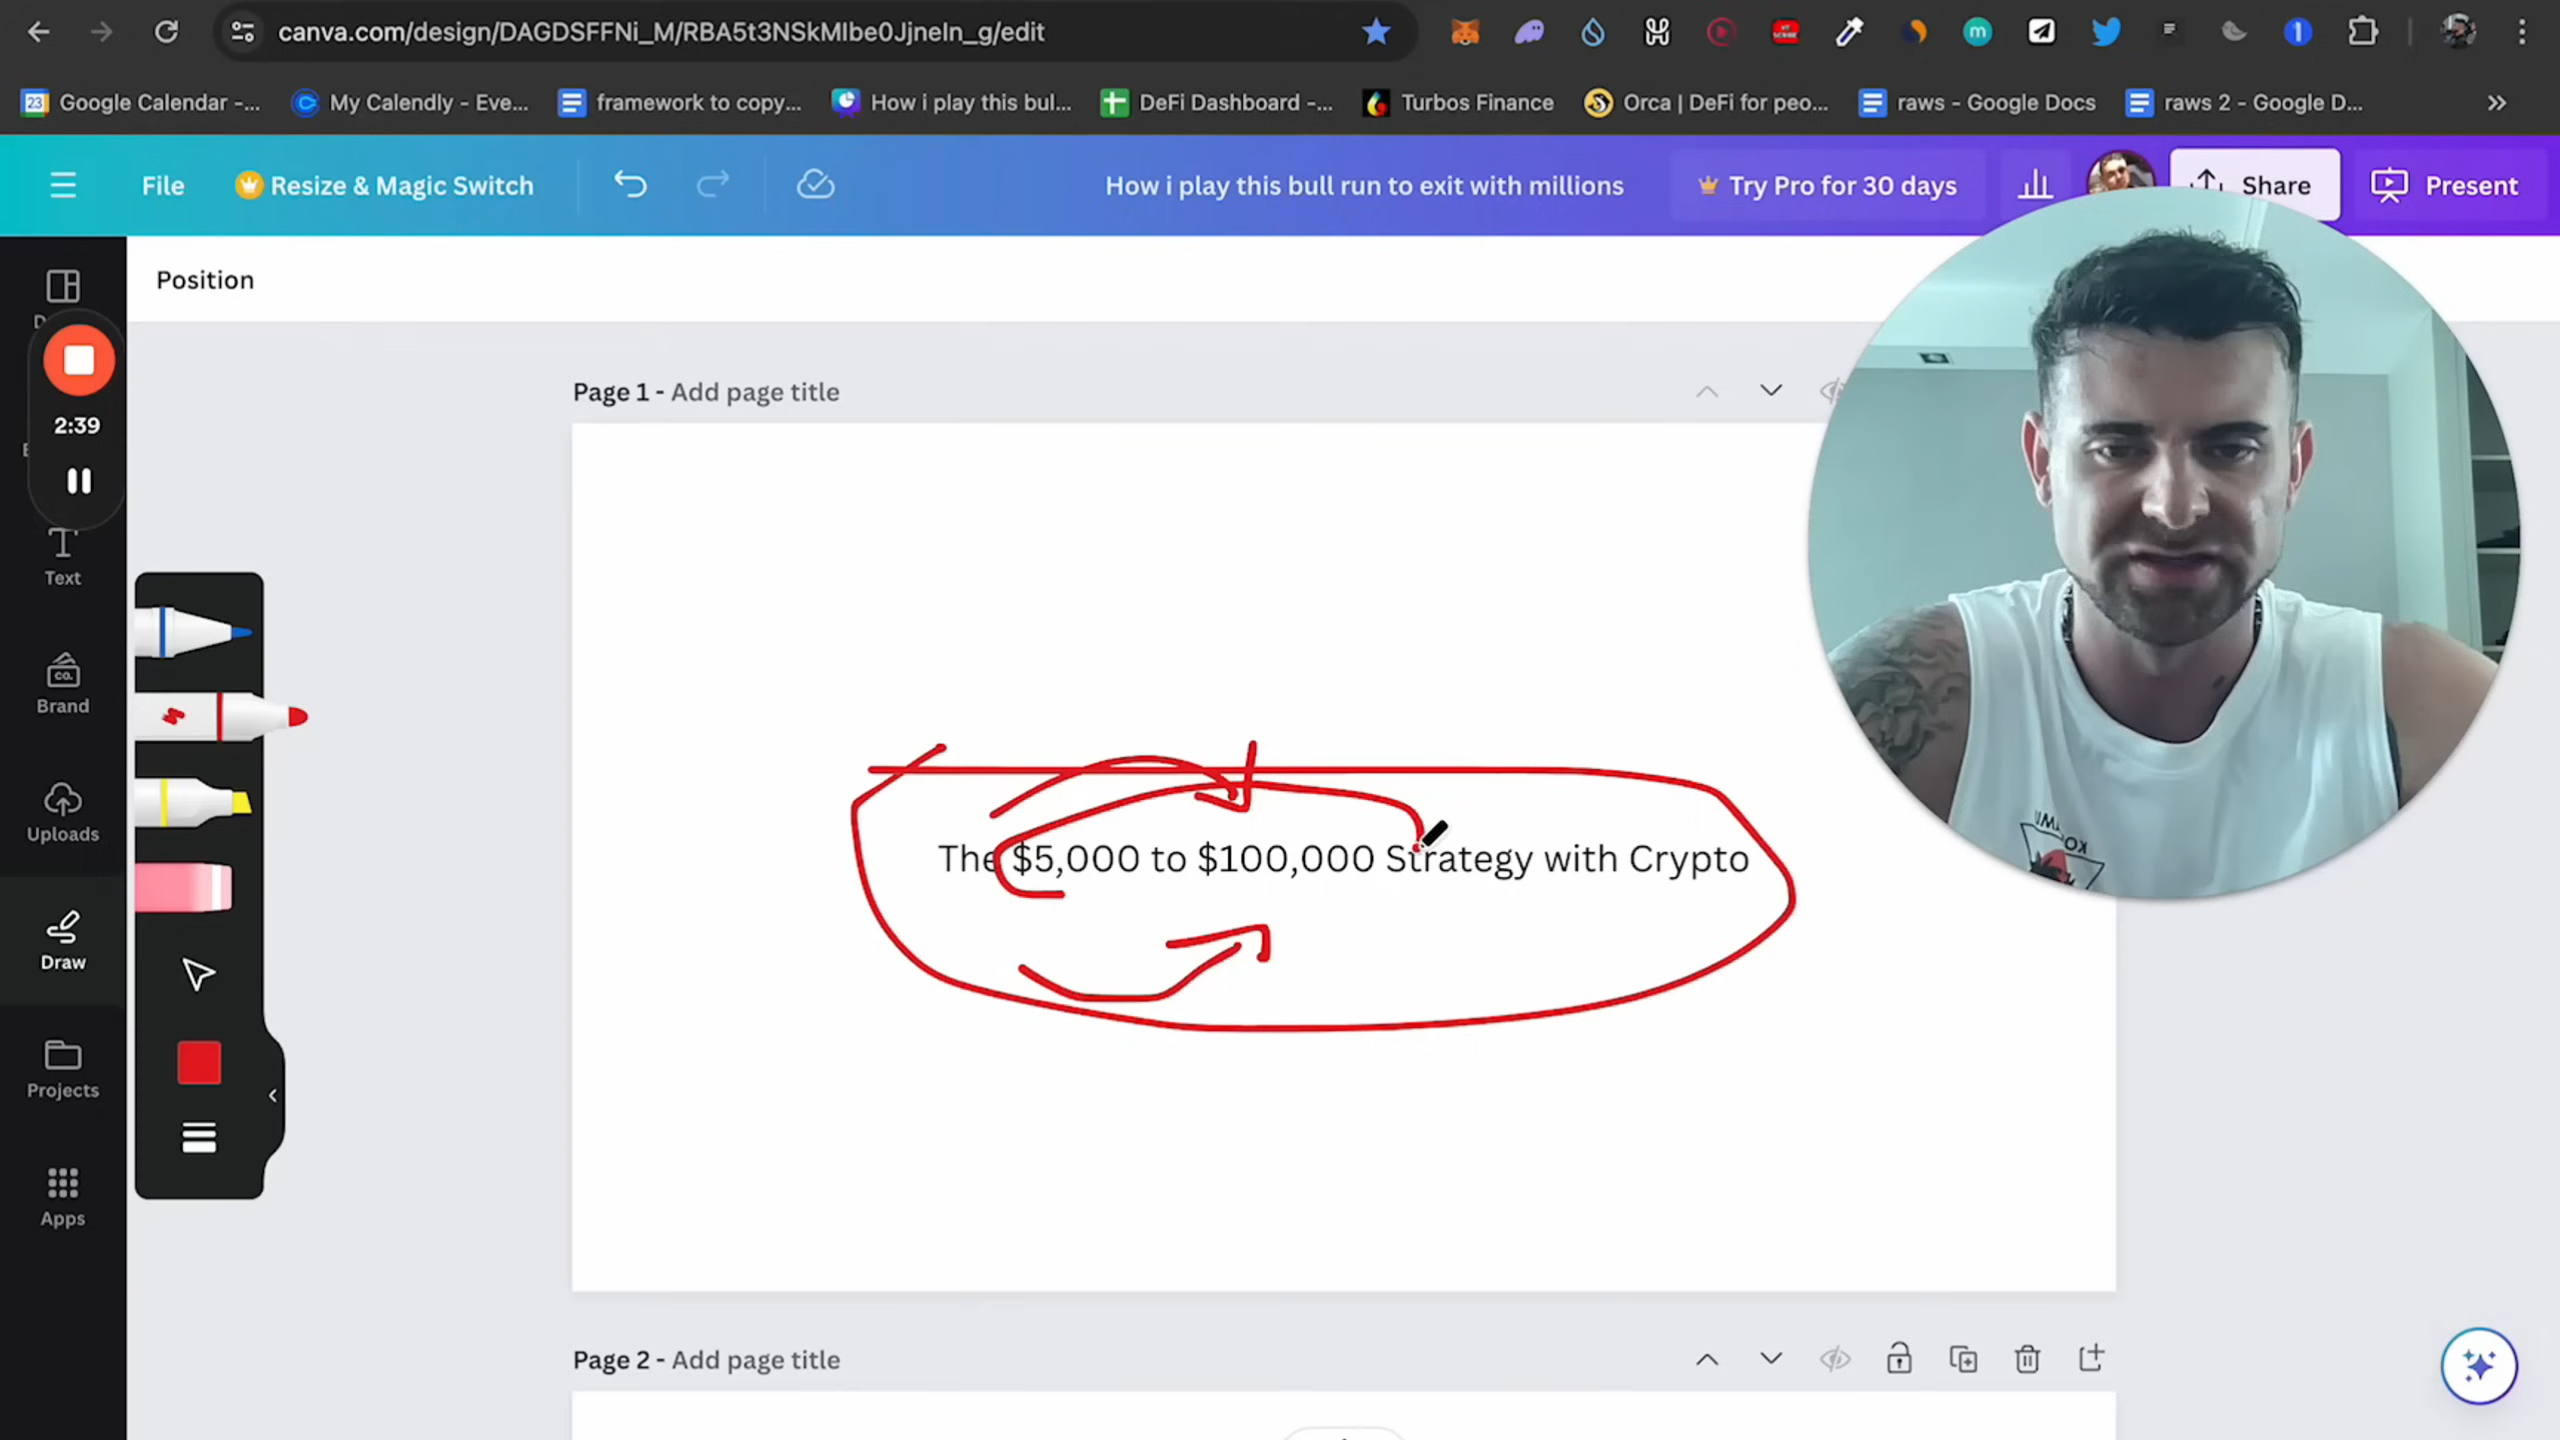 canva.com/design/DAGDSFFNi_M/RBA5t3NSkMIbe0JjneIn_g/edit
Google Calendar -...
My Calendly - Eve...
framework to copy...
How i play this bul...
DeFi Dashboard -...
Turbos Finance
Orca | DeFi for peo...
raws - Google Docs
raws 2 - Google D...
File
Resize & Magic Switch
How i play this bull run to exit with millions
Try Pro for 30 days
Share
Present
Position
2:39
Text
Brand
Uploads
Draw
Projects
Apps
Page 1 - Add page title
The $5,000 to $100,000 Strategy with Crypto
Page 2 - Add page title